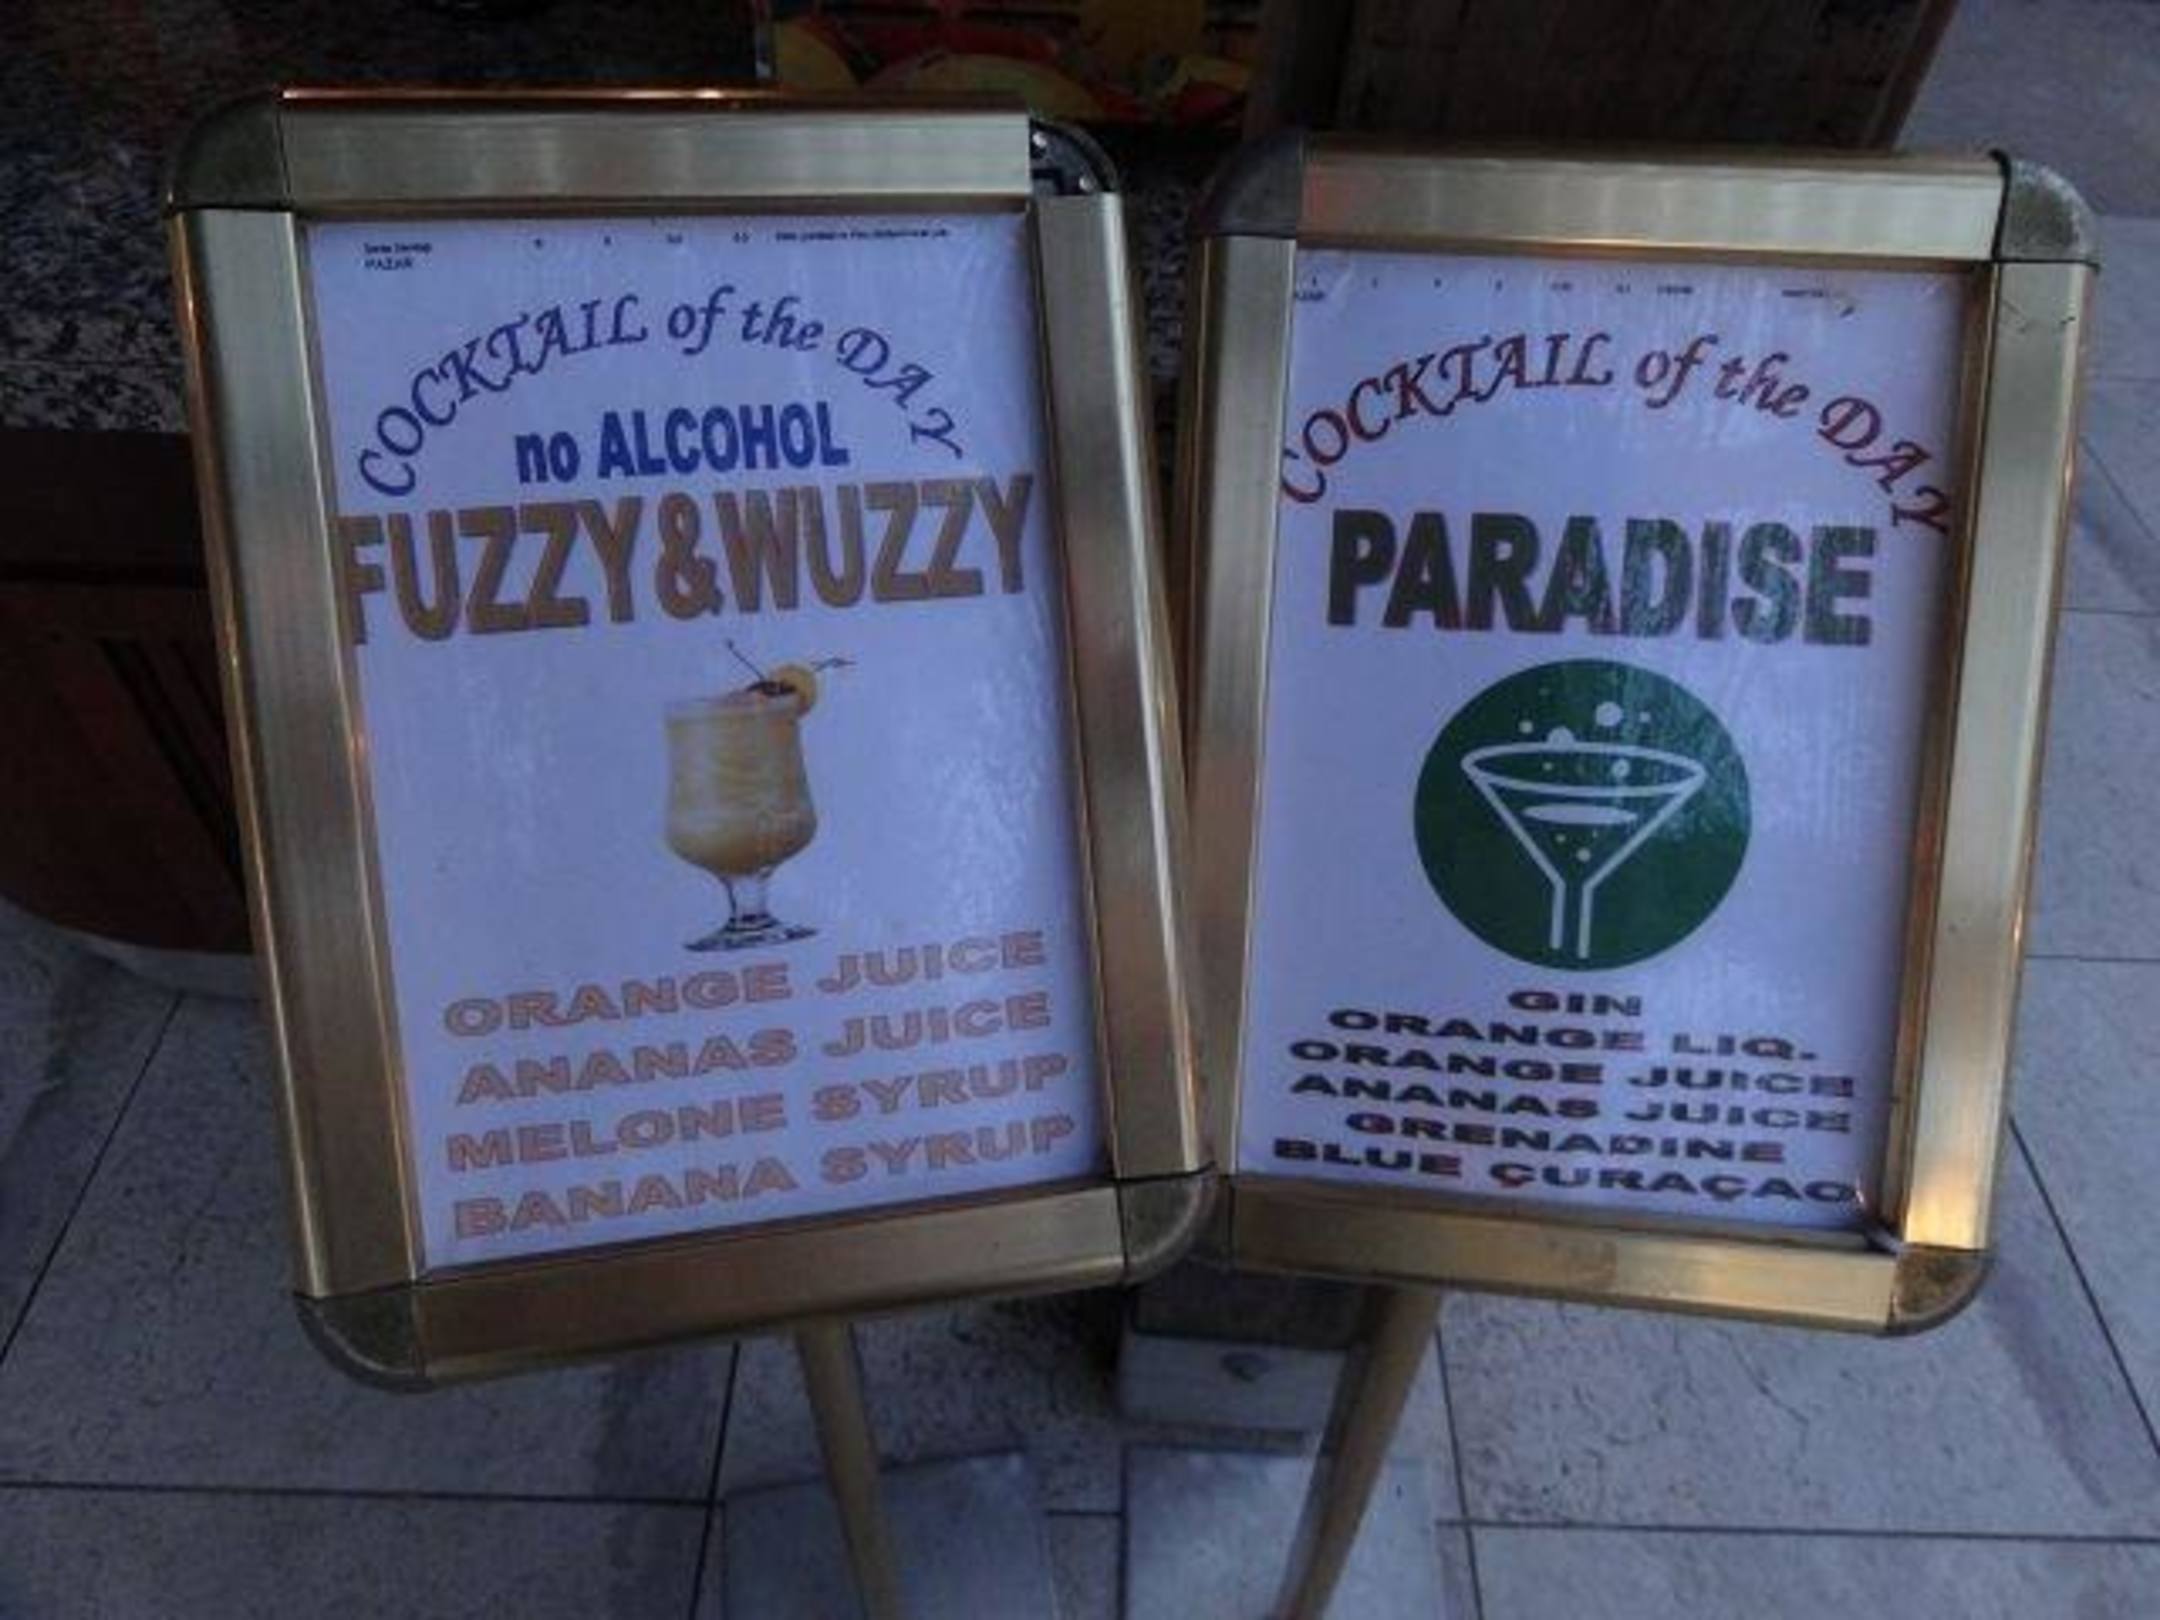 PAZAR
COCKTAIL of the DAY
no ALCOHOL
FUZZY&WUZZY
ORANGE JUICE
ANANAS JUICE
MELONE SYRUP
BANANA SYRUP
COCKTAIL of the DAY
PARADISE
GIN
ORANGE LIQ.
ORANGE JUICE
ANANAS JUICE
GRENADINE
BLUE ÇURAÇAO